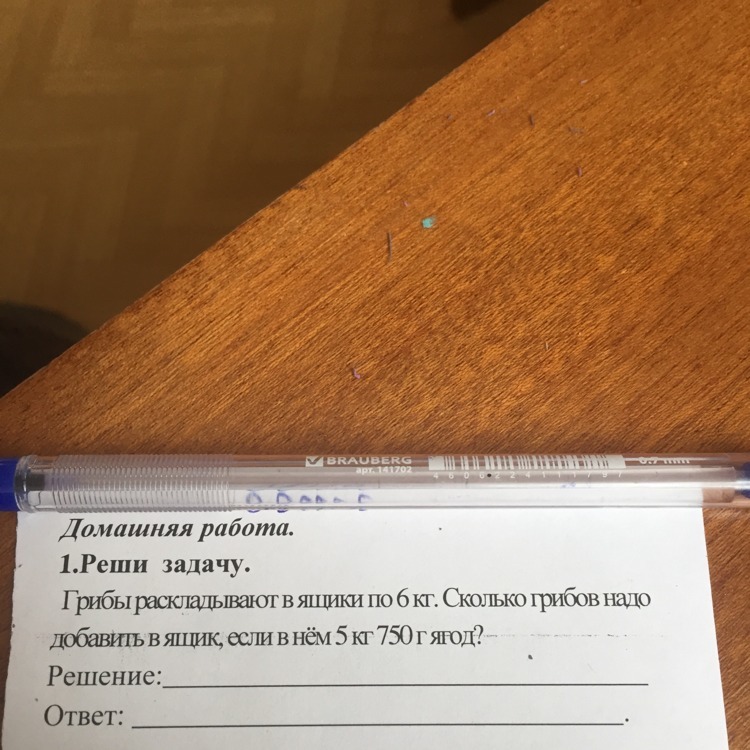 BRAUBERG
арт. 141702
Домашняя работа.
1.Реши задачу.
Грибы раскладывают в ящики по 6 кг. Сколько грибов надо
добавить в ящик, если в нём 5 кг 750 г ягод?
Решение:
Ответ: .